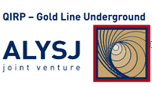 QIRP – Gold Line Underground
ALYSJ
joint venture